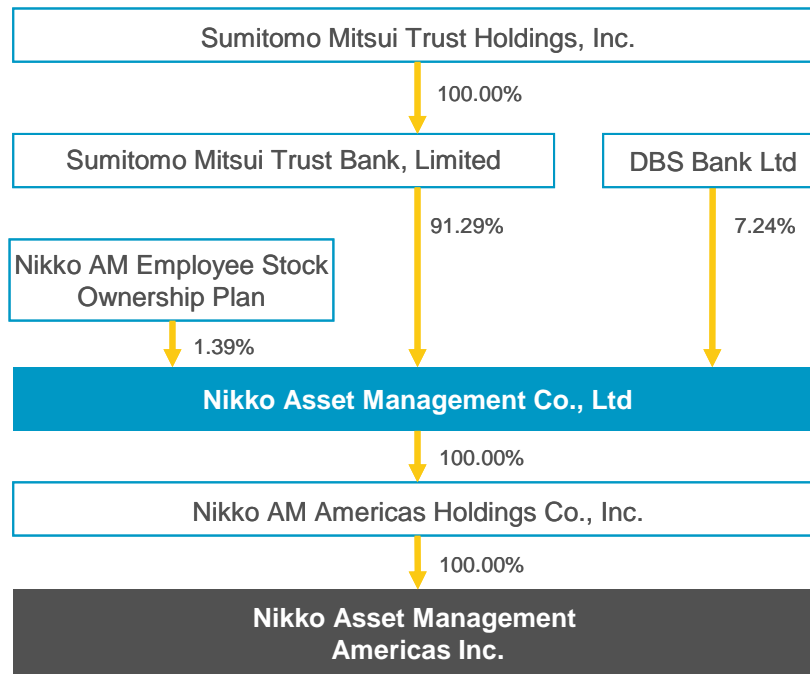 Sumitomo Mitsui Trust Holdings, Inc.
100.00%
Sumitomo Mitsui Trust Bank, Limited
DBS Bank Ltd
91.29%
7.24%
Nikko AM Employee Stock
Ownership Plan
1.39%
Nikko Asset Management Co., Ltd
100.00%
Nikko AM Americas Holdings Co., Inc.
100.00%
Nikko Asset Management
Americas Inc.